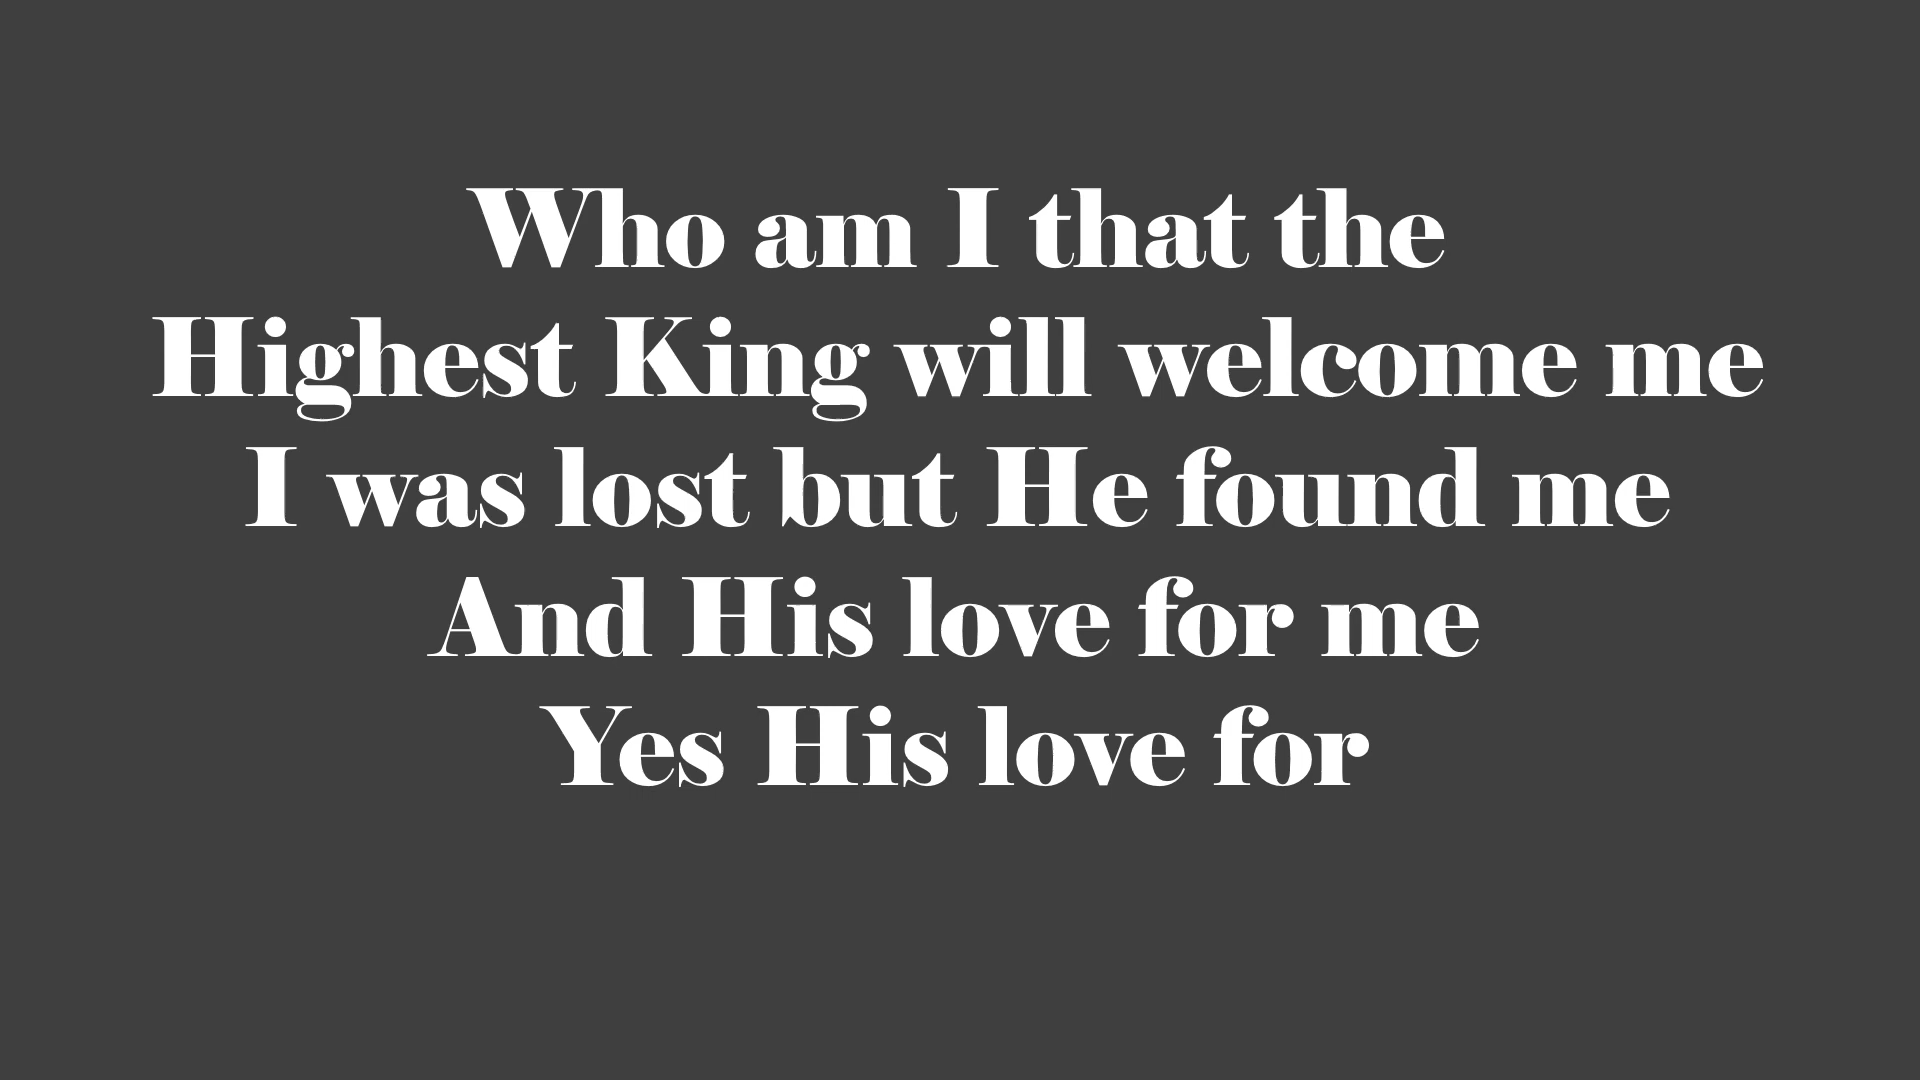 Who am I that the
Highest King will welcome me
I was lost but He found me
And His love for me
Yes His love for